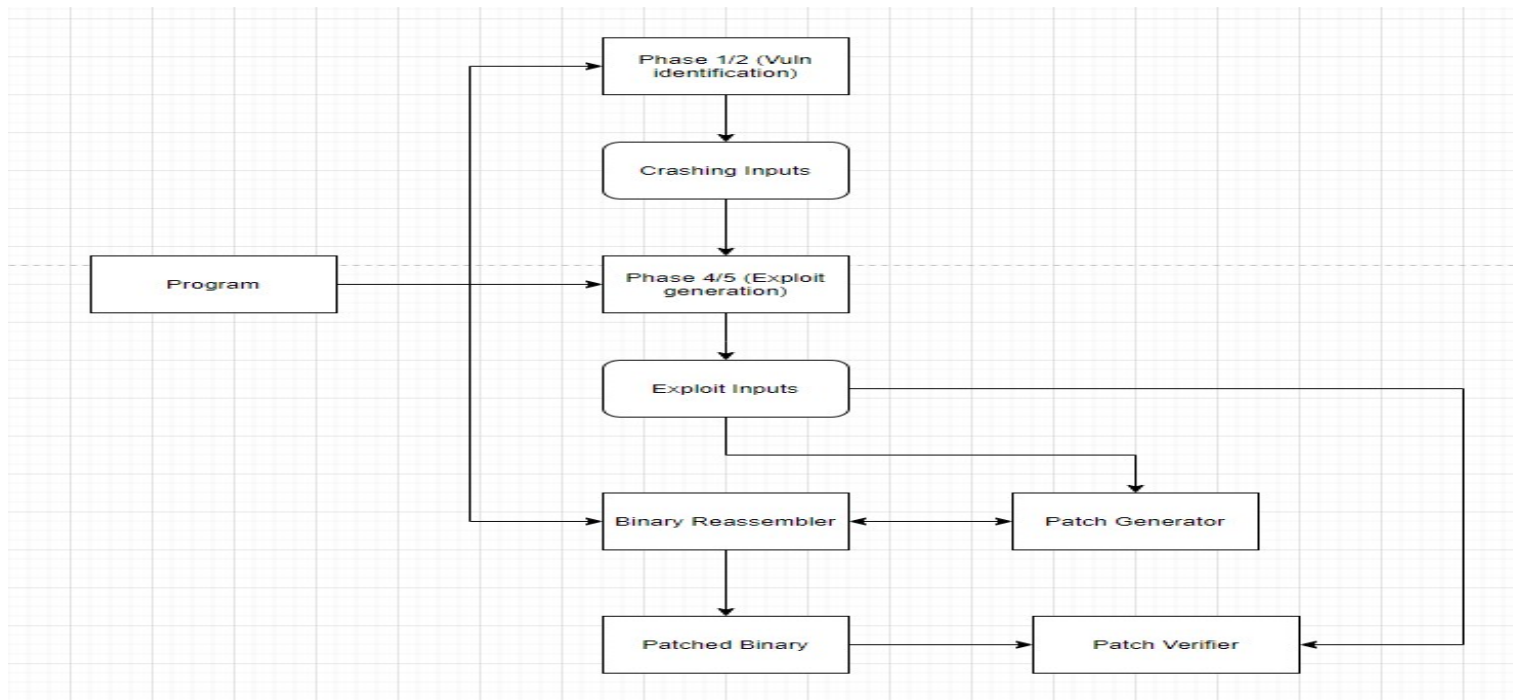 Phase 1/2 (Vuln
identification)
Crashing Inputs
Program
Phase 4/5 (Exploit
generation)
Exploit Inputs
Binary Reassembler
Patch Generator
Patched Binary
Patch Verifier